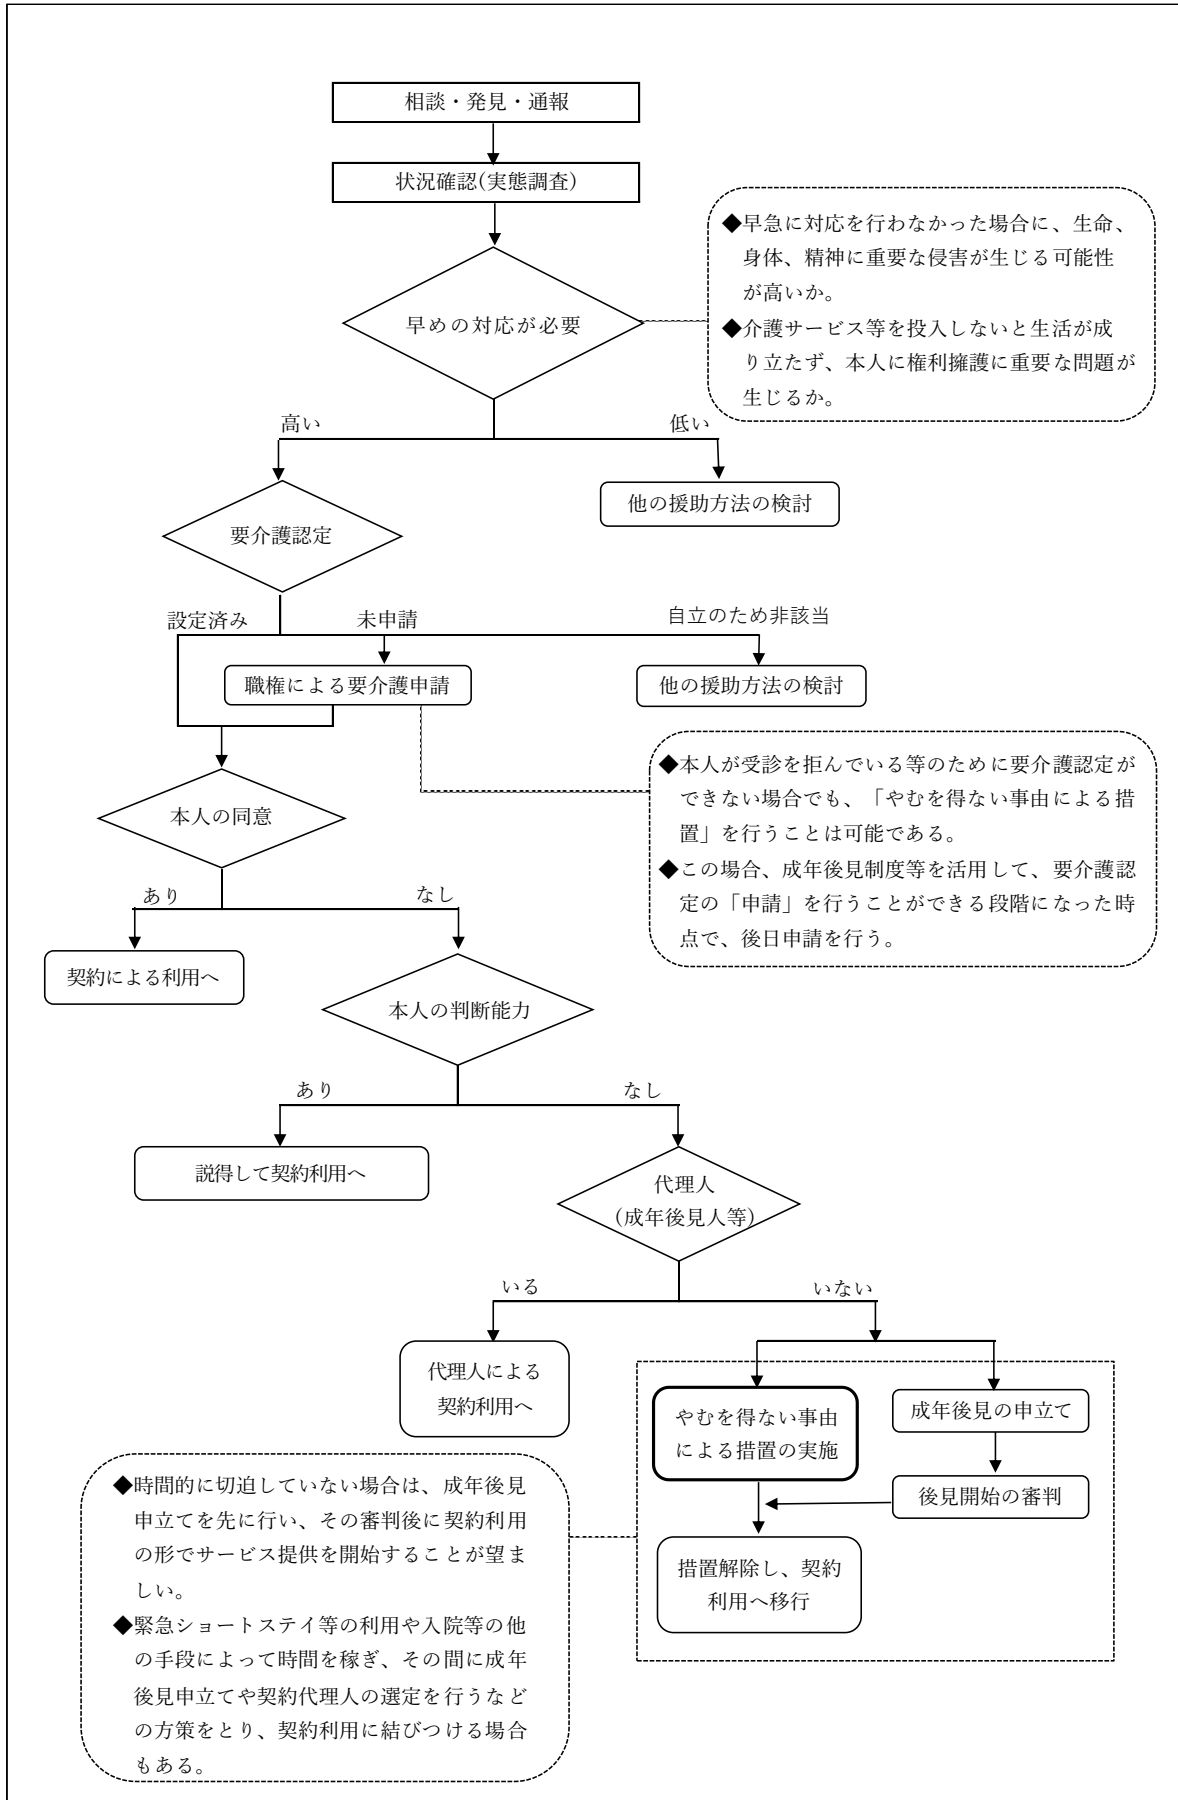 相談・発見・通報
状況確認(実態調査)
◆早急に対応を行わなかった場合に、生命、
身体、精神に重要な侵害が生じる可能性
が高いか。
◆介護サービス等を投入しないと生活が成
り立たず、本人に権利擁護に重要な問題が
生じるか。
早めの対応が必要
高い
低い
他の援助方法の検討
要介護認定
設定済み
未申請
自立のため非該当
職権による要介護申請
他の援助方法の検討
◆本人が受診を拒んでいる等のために要介護認定が
できない場合でも、「やむを得ない事由による措
置」を行うことは可能である。
◆この場合、成年後見制度等を活用して、要介護認
定の「申請」を行うことができる段階になった時
点で、後日申請を行う。
本人の同意
あり
なし
契約による利用へ
本人の判断能力
あり
なし
説得して契約利用へ
代理人
(成年後見人等)
いる
いない
代理人による
契約利用へ
やむを得ない事由
による措置の実施
成年後見の申立て
後見開始の審判
措置解除し、契約
利用へ移行
◆時間的に切迫していない場合は、成年後見
申立てを先に行い、その審判後に契約利用
の形でサービス提供を開始することが望ま
しい。
◆緊急ショートステイ等の利用や入院等の他
の手段によって時間を稼ぎ、その間に成年
後見申立てや契約代理人の選定を行うなど
の方策をとり、契約利用に結びつける場合
もある。